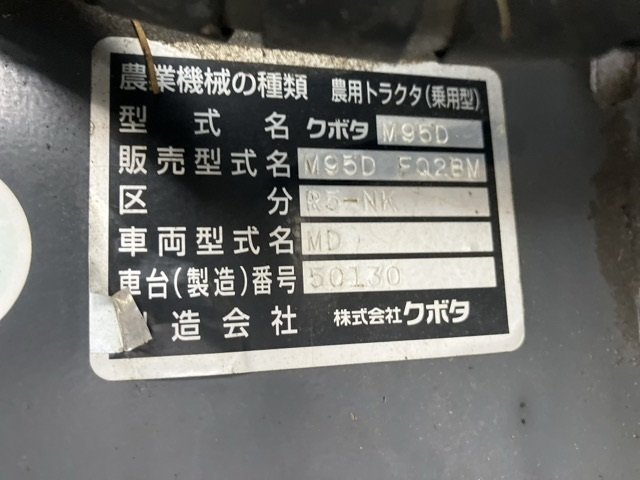 農業機械の種類 農用トラクタ(乗用型)
型式名 クボタ M95D
販売型式名 M95D FQ2BM
区分 R5-NK
車両型式名 MD
車台(製造)番号 50130
造会社 株式会社クボタ